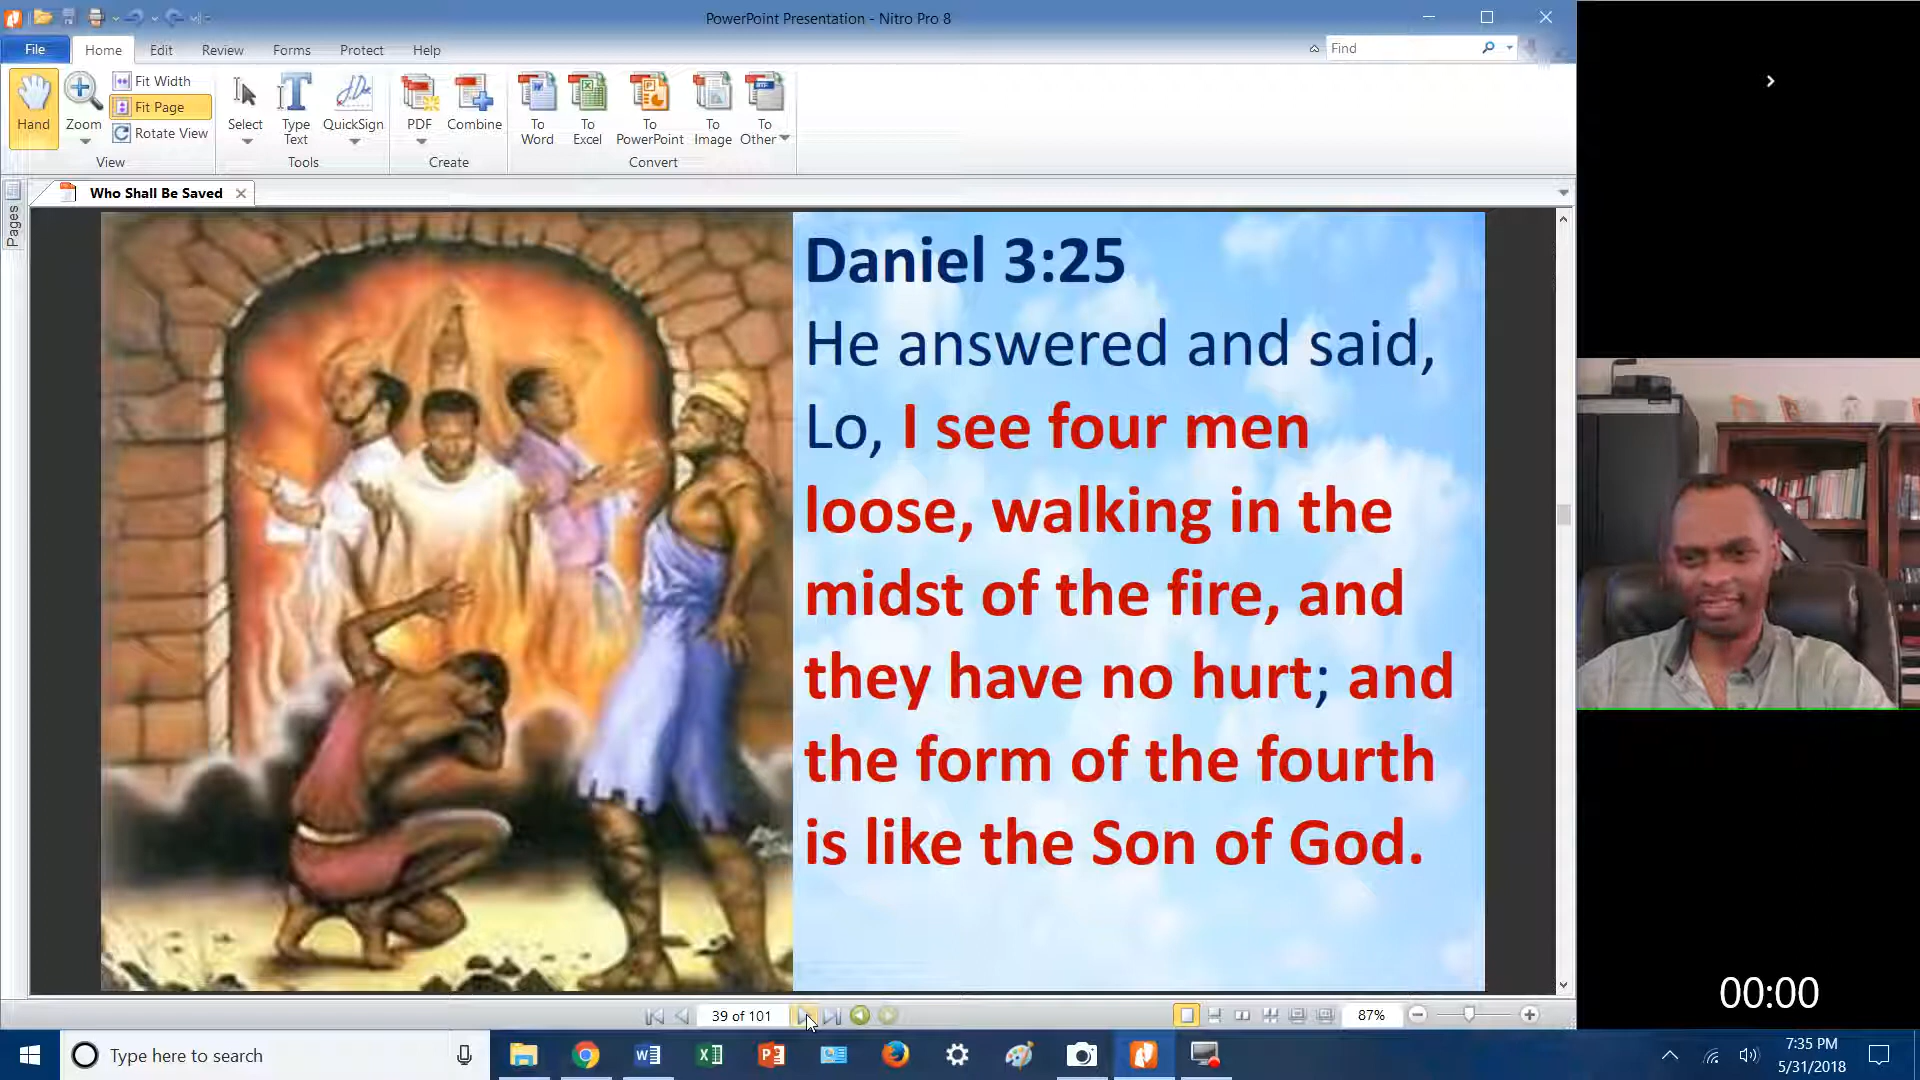 PowerPoint Presentation - Nitro Pro 8
File Home Edit Review Forms Protect Help
Find
Hand
Zoom
Fit Width
Fit Page
Rotate View
View
Select
Type Text
QuickSign
Tools
PDF
Combine
Create
To Word
To Excel
To PowerPoint
To Image
To Other
Convert
Pages
Who Shall Be Saved
Daniel 3:25
He answered and said,
Lo, I see four men
loose, walking in the
midst of the fire, and
they have no hurt; and
the form of the fourth
is like the Son of God.
00:00
39 of 101
87%
Type here to search
7:35 PM
5/31/2018